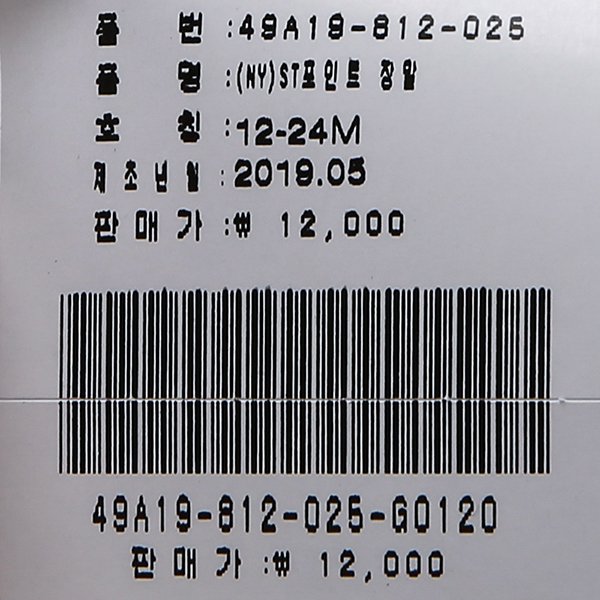 품 번 :49A19-812-025
품 명 :(NY)ST포인트 장말
호 칭 :12-24M
제조년월 :2019.05
판매가 :₩ 12,000
49A19-812-025-G0120
판매가 :₩ 12,000